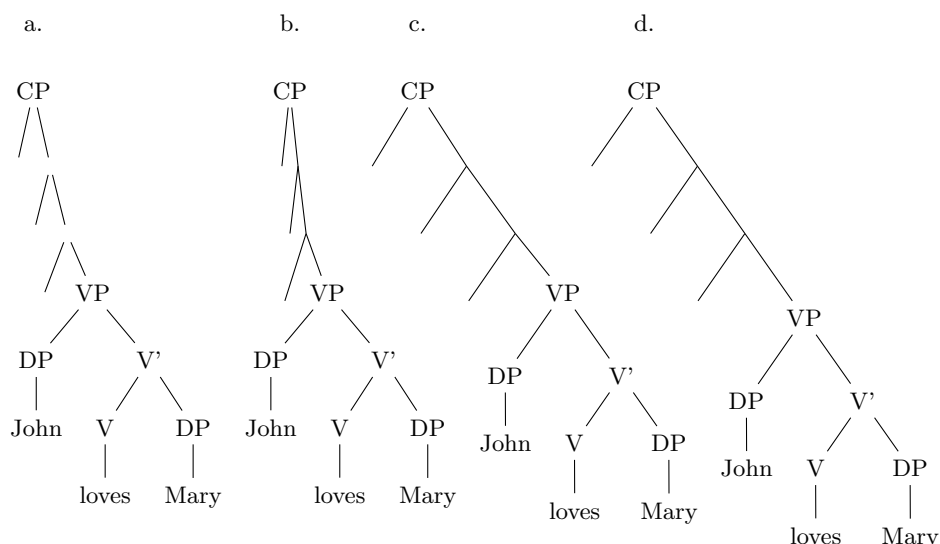 a. b. c. d.
CP CP CP CP
VP VP VP
VP
DP V' DP V' DP V'
DP V'
John V DP John V DP John V DP
John V DP
loves Mary loves Mary loves Mary
loves Mary